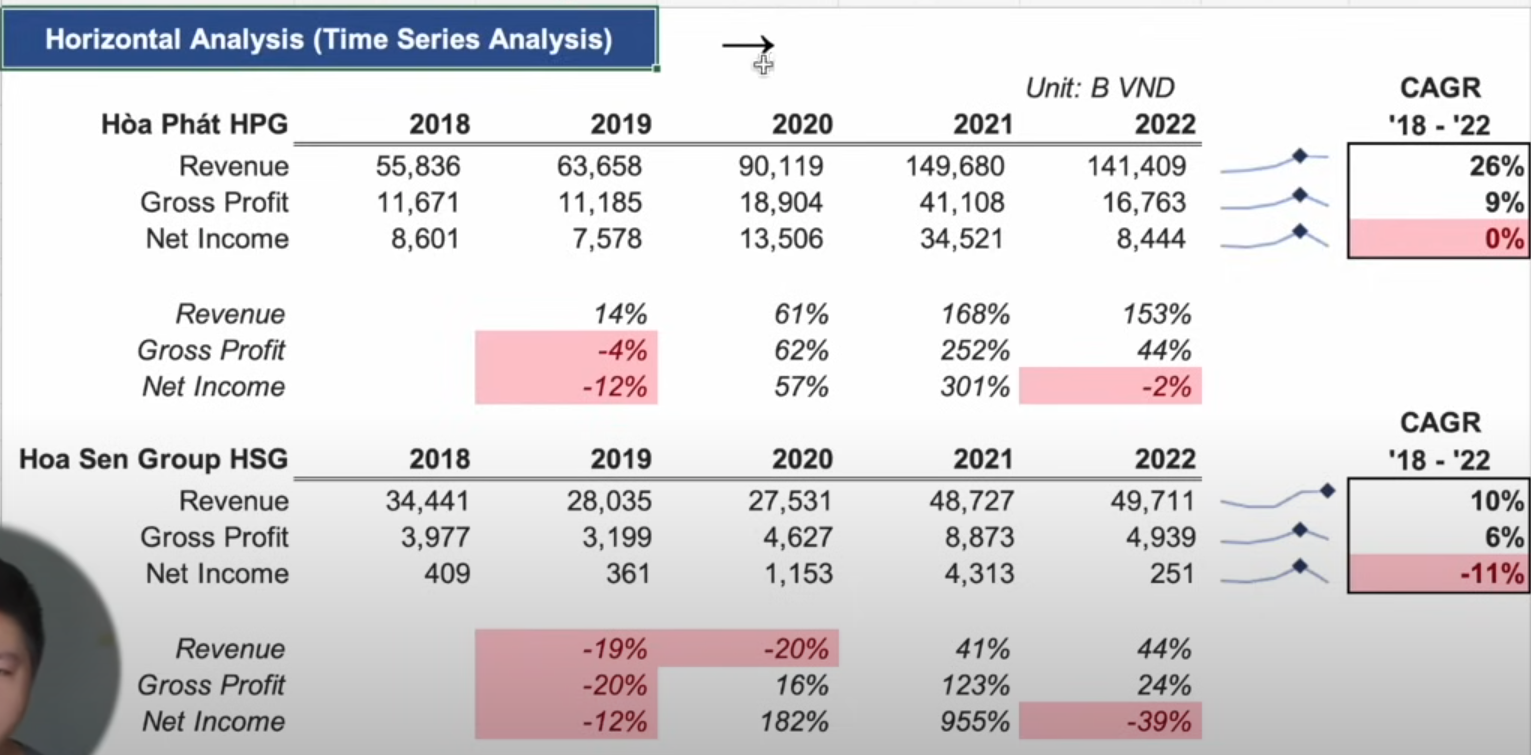 Horizontal Analysis (Time Series Analysis) →
Unit: B VND CAGR
Hòa Phát HPG 2018 2019 2020 2021 2022 '18 - '22
Revenue 55,836 63,658 90,119 149,680 141,409 26%
Gross Profit 11,671 11,185 18,904 41,108 16,763 9%
Net Income 8,601 7,578 13,506 34,521 8,444 0%
Revenue 14% 61% 168% 153%
Gross Profit -4% 62% 252% 44%
Net Income -12% 57% 301% -2%
CAGR
Hoa Sen Group HSG 2018 2019 2020 2021 2022 '18 - '22
Revenue 34,441 28,035 27,531 48,727 49,711 10%
Gross Profit 3,977 3,199 4,627 8,873 4,939 6%
Net Income 409 361 1,153 4,313 251 -11%
Revenue -19% -20% 41% 44%
Gross Profit -20% 16% 123% 24%
Net Income -12% 182% 955% -39%